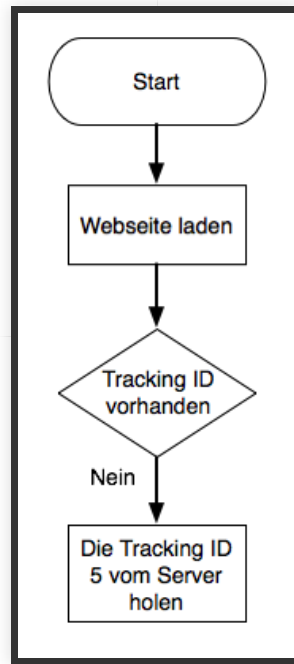 Start
Webseite laden
Tracking ID
vorhanden
Nein
Die Tracking ID
5 vom Server
holen